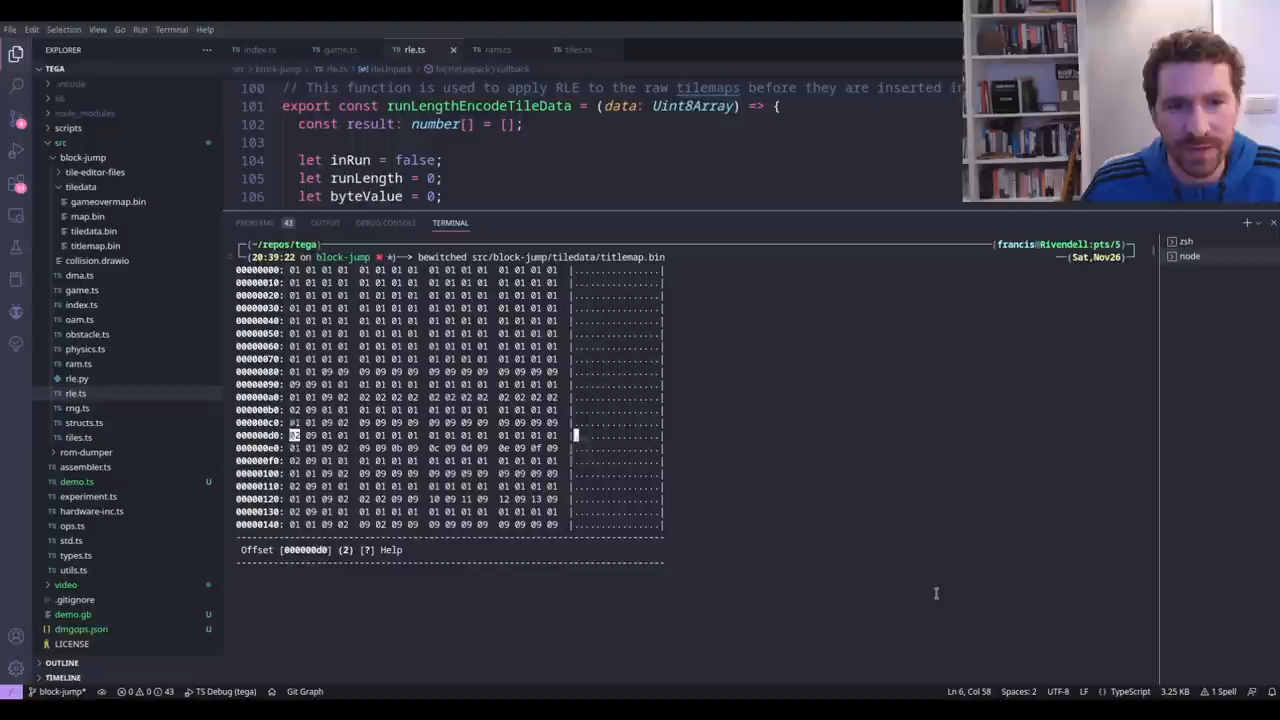 File Edit Selection View Go Run Terminal Help
EXPLORER ···
index.rs game.ts rle.ts × ram.ts tiles.ts
TEGA
src > block-jump > rle.ts > rleUnpack > fn('rleUnpack') callback
.vscode
lib
node_modules
scripts
src
block-jump
tile-editor-files
tiledata
gameovermap.bin
map.bin
tiledata.bin
titlemap.bin
collision.drawio
dma.ts
game.ts
index.ts
oam.ts
obstacle.ts
physics.ts
ram.ts
rle.py
rle.ts
rng.ts
structs.ts
tiles.ts
rom-dumper
assembler.ts
demo.ts U
experiment.ts
hardware-inc.ts
ops.ts
std.ts
types.ts
utils.ts
video
.gitignore
demo.gb U
dmgops.json U
LICENSE
OUTLINE
TIMELINE
100 // This function is used to apply RLE to the raw tilemaps before they are inserted in
101 export const runLengthEncodeTileData = (data: Uint8Array) => {
102 const result: number[] = [];
103
104 let inRun = false;
105 let runLength = 0;
106 let byteValue = 0;
PROBLEMS 43 OUTPUT DEBUG CONSOLE TERMINAL
zsh
node
(~/repos/tega) (francis@Rivendell:pts/5)
(20:39:22 on block-jump ✖ ✭)—> bewitched src/block-jump/tiledata/titlemap.bin (Sat,Nov26)
00000000: 01 01 01 01 01 01 01 01 01 01 01 01 01 01 01 01 |................|
00000010: 01 01 01 01 01 01 01 01 01 01 01 01 01 01 01 01 |................|
00000020: 01 01 01 01 01 01 01 01 01 01 01 01 01 01 01 01 |................|
00000030: 01 01 01 01 01 01 01 01 01 01 01 01 01 01 01 01 |................|
00000040: 01 01 01 01 01 01 01 01 01 01 01 01 01 01 01 01 |................|
00000050: 01 01 01 01 01 01 01 01 01 01 01 01 01 01 01 01 |................|
00000060: 01 01 01 01 01 01 01 01 01 01 01 01 01 01 01 01 |................|
00000070: 01 01 01 01 01 01 01 01 01 01 01 01 01 01 01 01 |................|
00000080: 01 01 09 09 09 09 09 09 09 09 09 09 09 09 09 09 |................|
00000090: 09 09 01 01 01 01 01 01 01 01 01 01 01 01 01 01 |................|
000000a0: 01 01 09 02 02 02 02 02 02 02 02 02 02 02 02 02 |................|
000000b0: 02 09 01 01 01 01 01 01 01 01 01 01 01 01 01 01 |................|
000000c0: 01 01 09 02 09 09 09 09 09 09 09 09 09 09 09 09 |................|
000000d0: 02 09 01 01 01 01 01 01 01 01 01 01 01 01 01 01 |................|
000000e0: 01 01 09 02 09 09 0b 09 0c 09 0d 09 0e 09 0f 09 |................|
000000f0: 02 09 01 01 01 01 01 01 01 01 01 01 01 01 01 01 |................|
00000100: 01 01 09 02 09 09 09 09 09 09 09 09 09 09 09 09 |................|
00000110: 02 09 01 01 01 01 01 01 01 01 01 01 01 01 01 01 |................|
00000120: 01 01 09 02 02 02 09 09 10 09 11 09 12 09 13 09 |................|
00000130: 02 09 01 01 01 01 01 01 01 01 01 01 01 01 01 01 |................|
00000140: 01 01 09 02 09 02 09 09 09 09 09 09 09 09 09 09 |................|
Offset [000000d0] (2) [?] Help
block-jump* 0 0 43 TS Debug (tega) Git Graph Ln 6, Col 58 Spaces: 2 UTF-8 LF TypeScript 3.25 KB 1 Spell